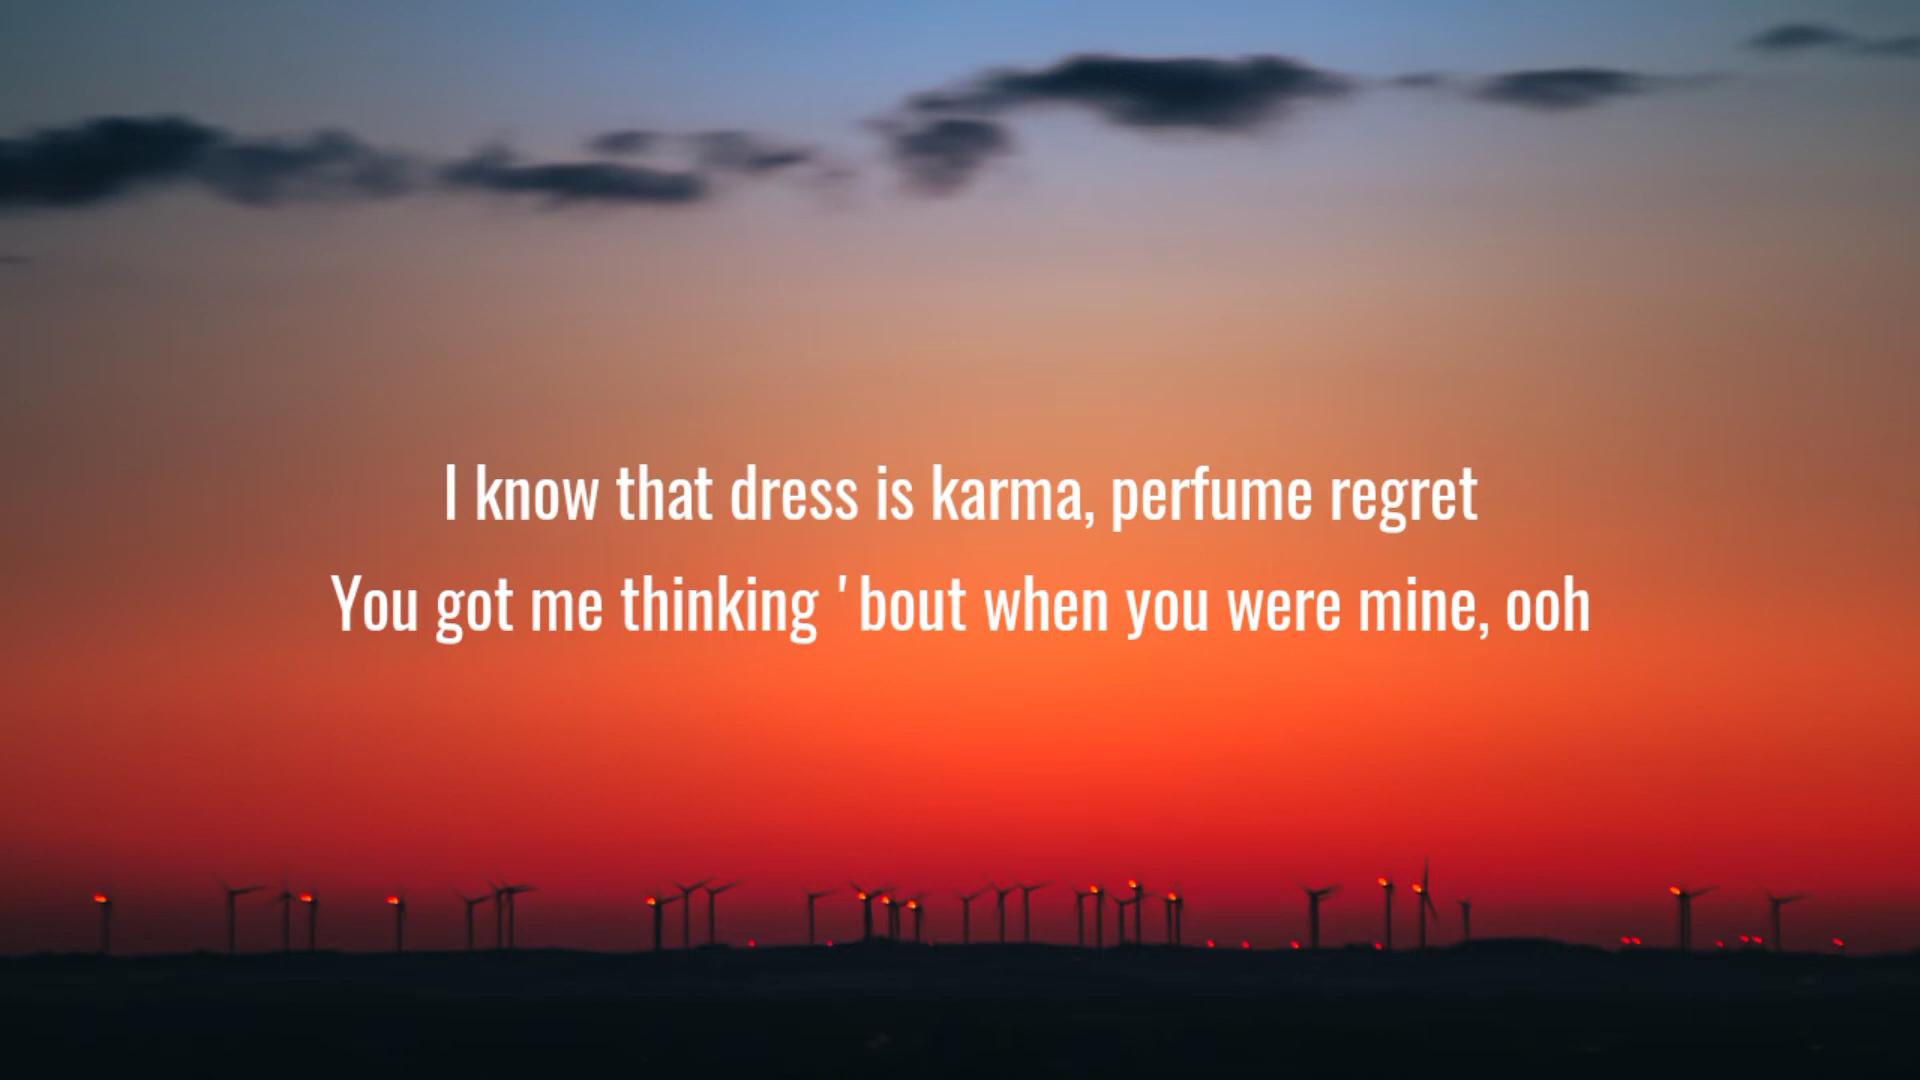 I know that dress is karma, perfume regret
You got me thinking 'bout when you were mine, ooh